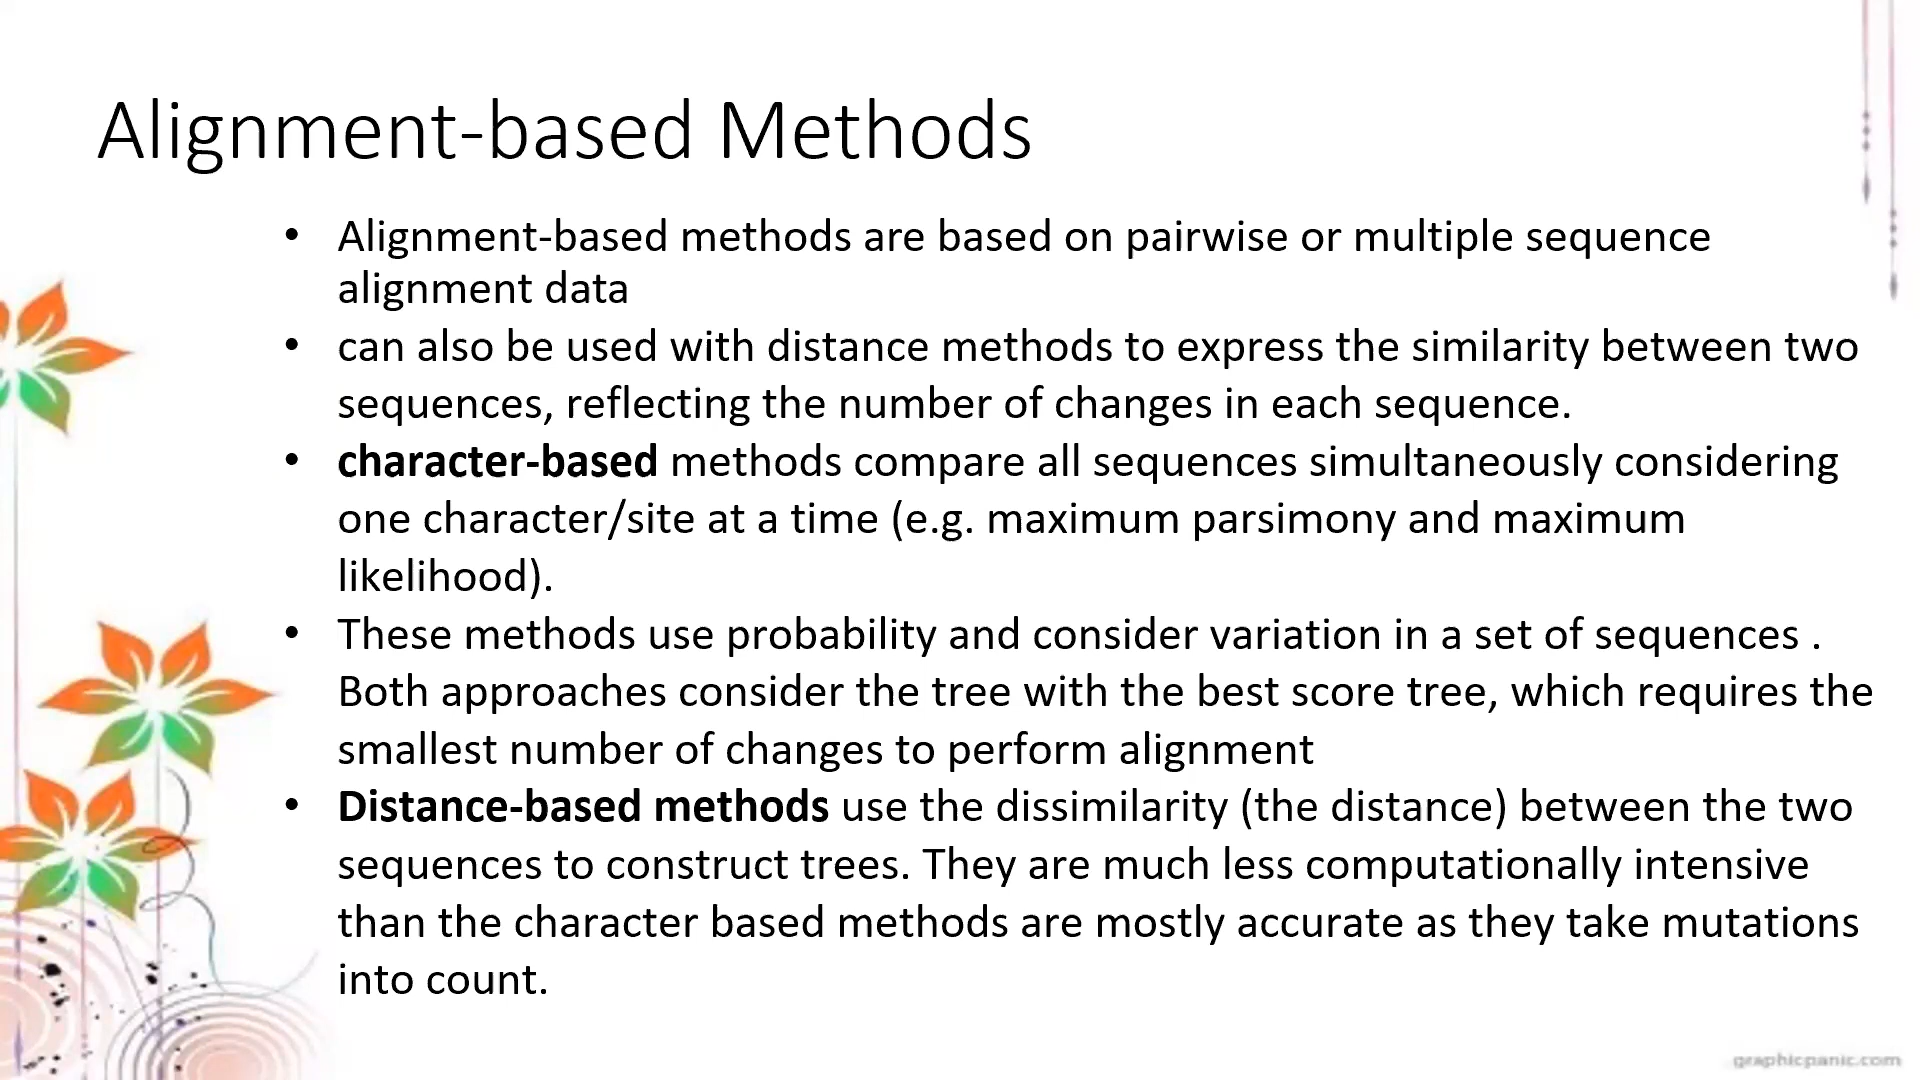 Alignment-based Methods
• Alignment-based methods are based on pairwise or multiple sequence
alignment data
• can also be used with distance methods to express the similarity between two
sequences, reflecting the number of changes in each sequence.
• character-based methods compare all sequences simultaneously considering
one character/site at a time (e.g. maximum parsimony and maximum
likelihood).
• These methods use probability and consider variation in a set of sequences .
Both approaches consider the tree with the best score tree, which requires the
smallest number of changes to perform alignment
• Distance-based methods use the dissimilarity (the distance) between the two
sequences to construct trees. They are much less computationally intensive
than the character based methods are mostly accurate as they take mutations
into count.
graphicpanic.com